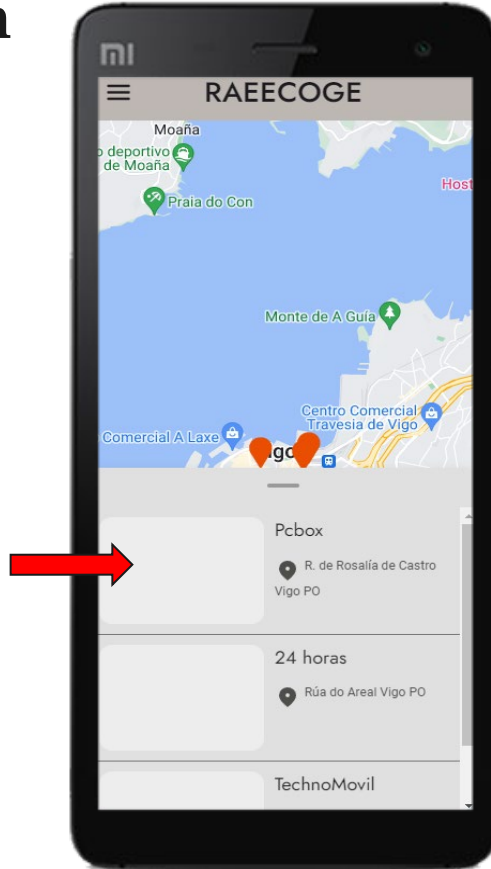 RAEECOGE
Moaña
deportivo
de Moaña
Praia do Con
Host
Monte de A Guía
Centro Comercial
Travesia de Vigo
Comercial A Laxe
Pcbox
R. de Rosalía de Castro
Vigo PO
24 horas
Rúa do Areal Vigo PO
TechnoMovil